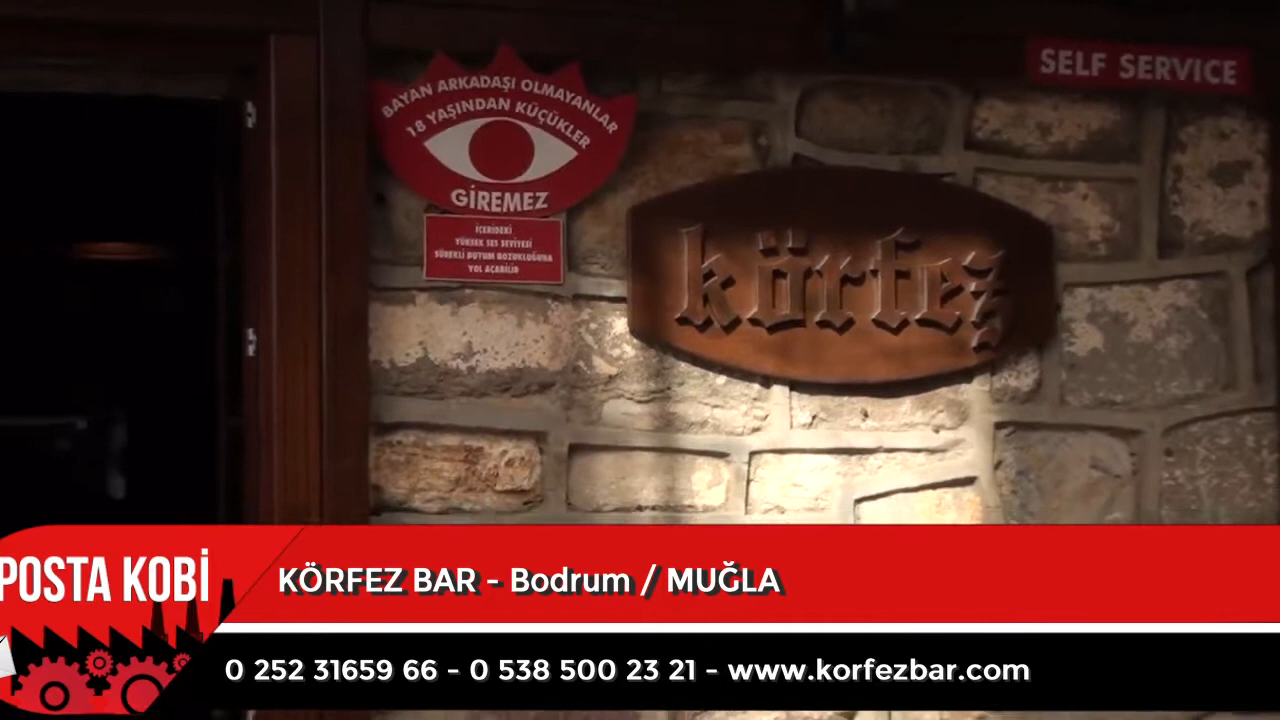 SELF SERVICE
BAYAN ARKADAŞI OLMAYANLAR
18 YAŞINDAN KÜÇÜKLER
GİREMEZ
İÇERİDEKİ
YÜKSEK SES SEVİYESİ
SÜREKLİ DUYUM BOZUKLUĞUNA
YOL AÇABİLİR
körfez
POSTA KOBİ
KÖRFEZ BAR - Bodrum / MUĞLA
0 252 31659 66 - 0 538 500 23 21 - www.korfezbar.com